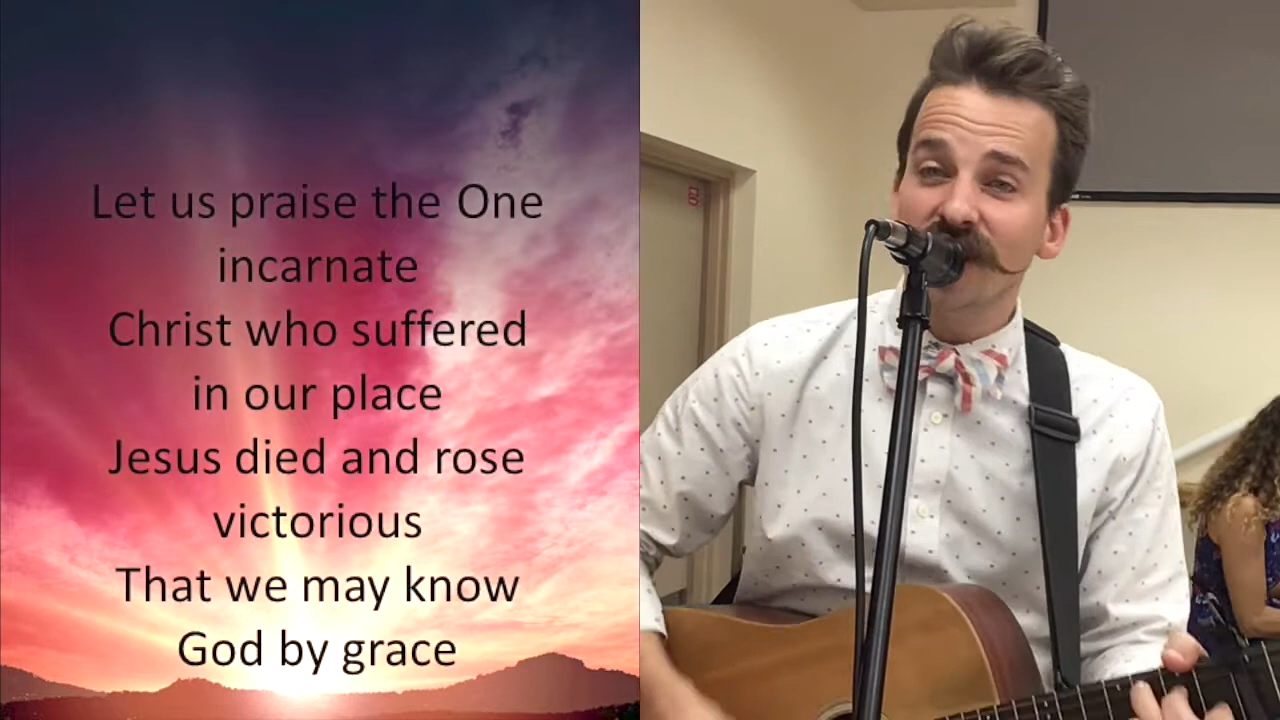 Let us praise the One
incarnate
Christ who suffered
in our place
Jesus died and rose
victorious
That we may know
God by grace